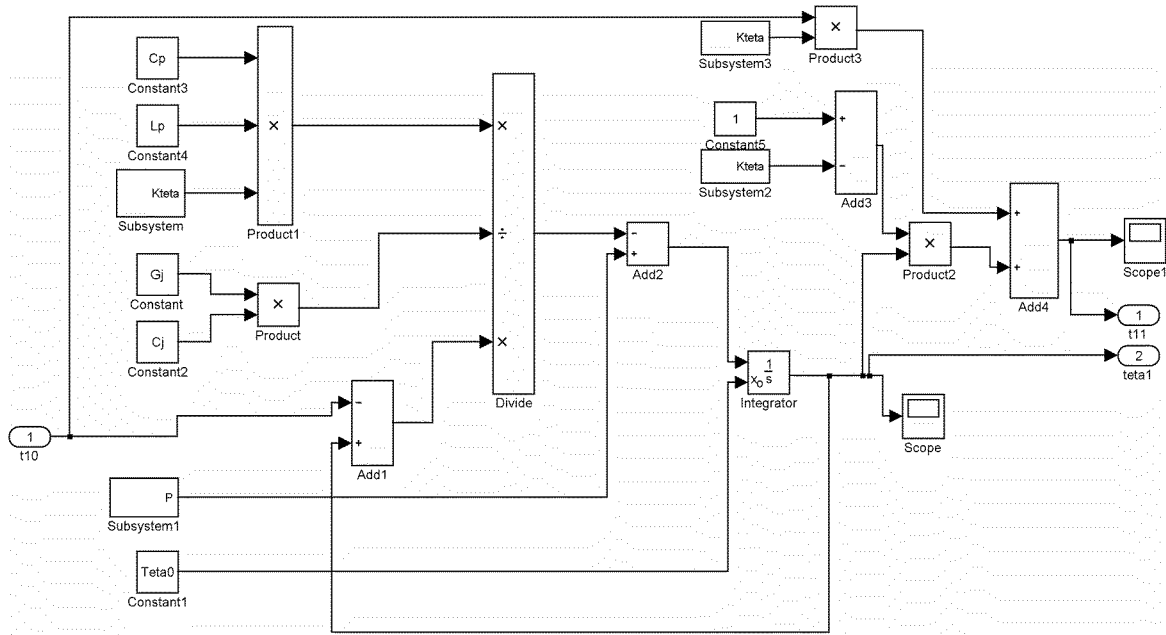 Cp
Constant3
Lp
Constant4
Kteta
Subsystem
×
Product1
Gj
Constant
Cj
Constant2
×
Product
1
t10
-
+
Add1
P
Subsystem1
Teta0
Constant1
×
÷
×
Divide
-
+
Add2
1
s
xo
Integrator
Kteta
Subsystem3
×
Product3
1
Constant5
Kteta
Subsystem2
+
-
Add3
×
Product2
+
+
Add4
Scope1
1
t11
2
teta1
Scope